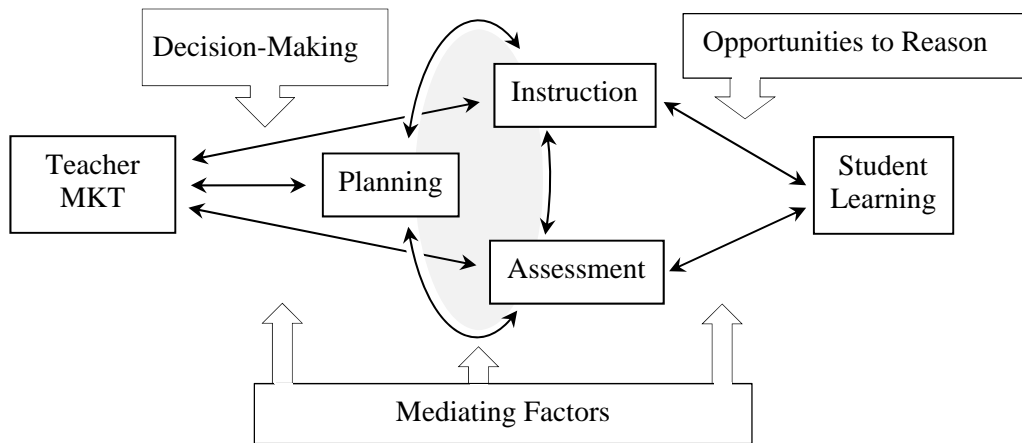 Decision-Making
Opportunities to Reason
Instruction
Teacher
MKT
Planning
Student
Learning
Assessment
Mediating Factors